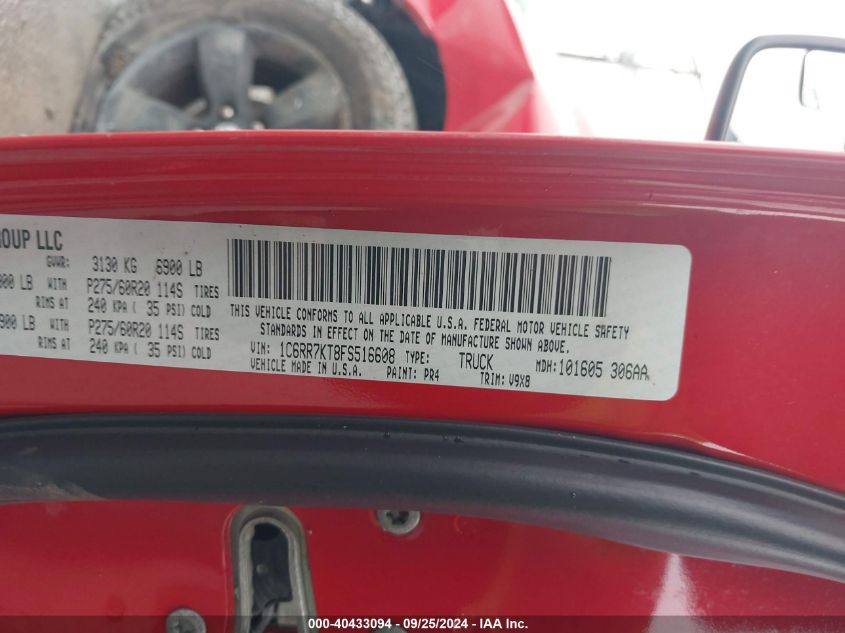 OUP LLC
GVWR: 3130 KG 6900 LB
00 LB WITH P275/60R20 114S TIRES
RIMS AT 240 KPA ( 35 PSI) COLD
900 LB WITH P275/60R20 114S TIRES
RIMS AT 240 KPA ( 35 PSI) COLD
THIS VEHICLE CONFORMS TO ALL APPLICABLE U.S.A. FEDERAL MOTOR VEHICLE SAFETY
STANDARDS IN EFFECT ON THE DATE OF MANUFACTURE SHOWN ABOVE.
VIN: 1C6RR7KT8FS516608 TYPE: TRUCK MDH: 101605 306AA
VEHICLE MADE IN U.S.A. PAINT: PR4 TRIM: V9X8
000-40433094 - 09/25/2024 - IAA Inc.